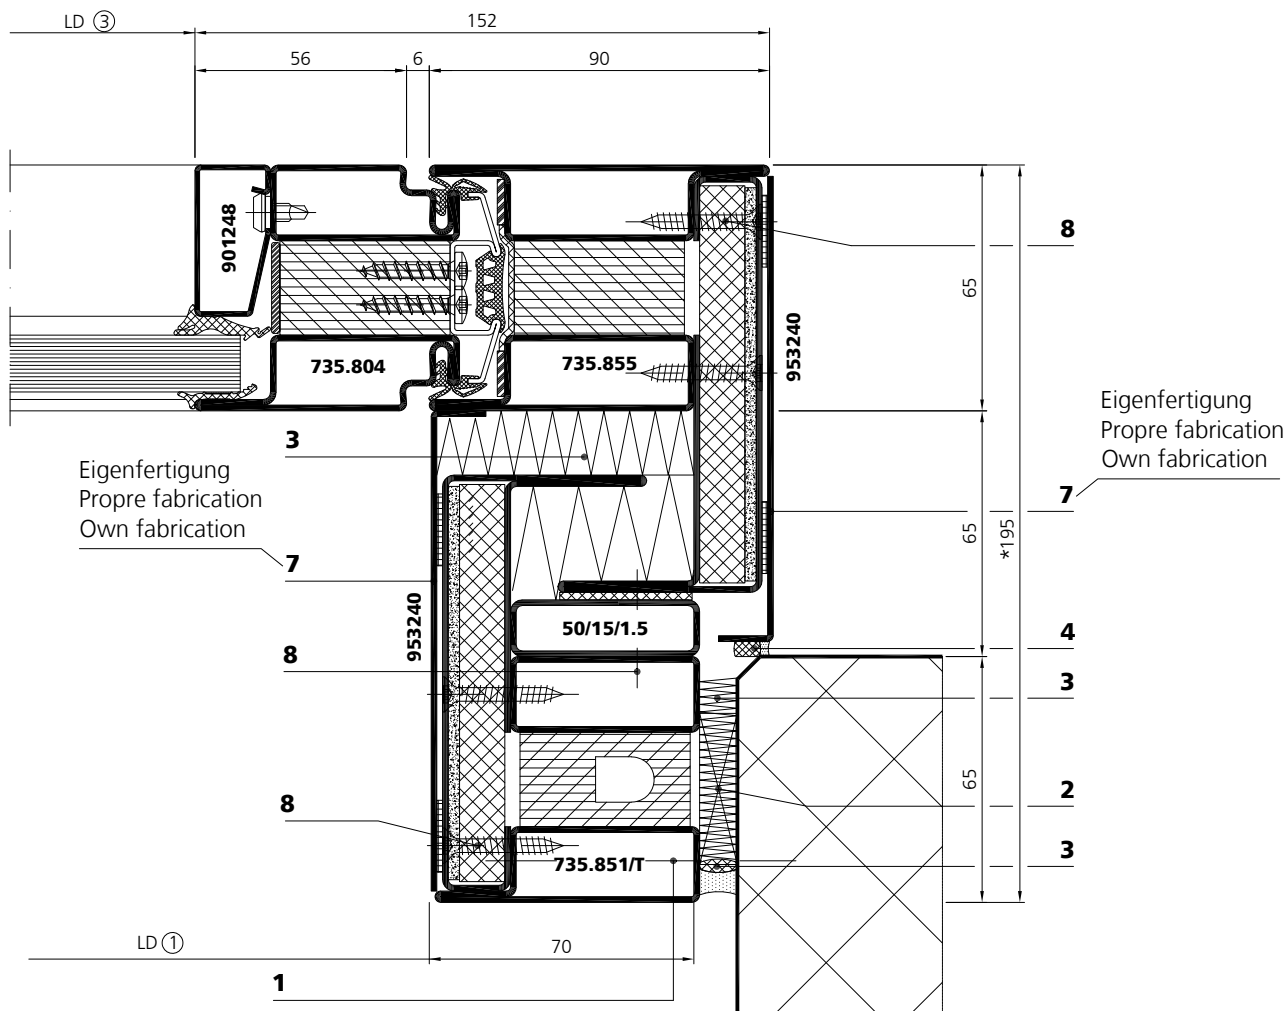 LD ③
152
56
6
90
901248
8
65
953240
735.804
735.855
3
Eigenfertigung
Propre fabrication
Own fabrication
Eigenfertigung
Propre fabrication
Own fabrication
7
7
65
*195
953240
50/15/1.5
4
8
3
65
2
8
735.851/T
3
LD ①
70
1